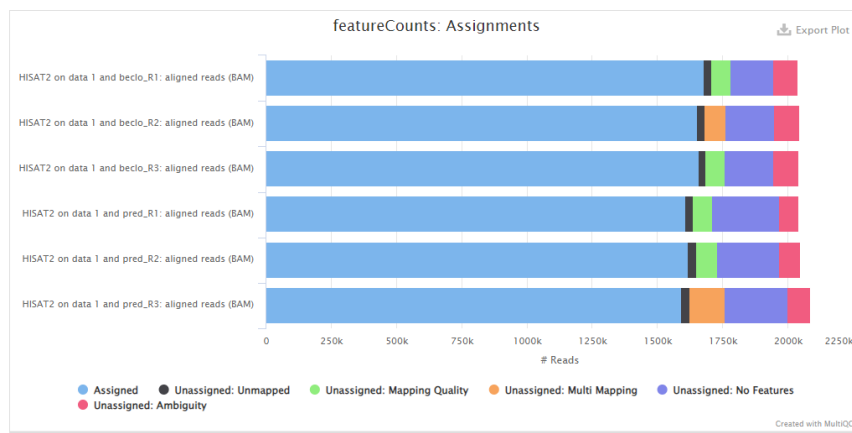 featureCounts: Assignments
Export Plot
HISAT2 on data 1 and beclo_R1: aligned reads (BAM)
HISAT2 on data 1 and beclo_R2: aligned reads (BAM)
HISAT2 on data 1 and beclo_R3: aligned reads (BAM)
HISAT2 on data 1 and pred_R1: aligned reads (BAM)
HISAT2 on data 1 and pred_R2: aligned reads (BAM)
HISAT2 on data 1 and pred_R3: aligned reads (BAM)
0 250k 500k 750k 1000k 1250k 1500k 1750k 2000k 2250k
# Reads
Assigned Unassigned: Unmapped Unassigned: Mapping Quality Unassigned: Multi Mapping Unassigned: No Features
Unassigned: Ambiguity
Created with MultiQC